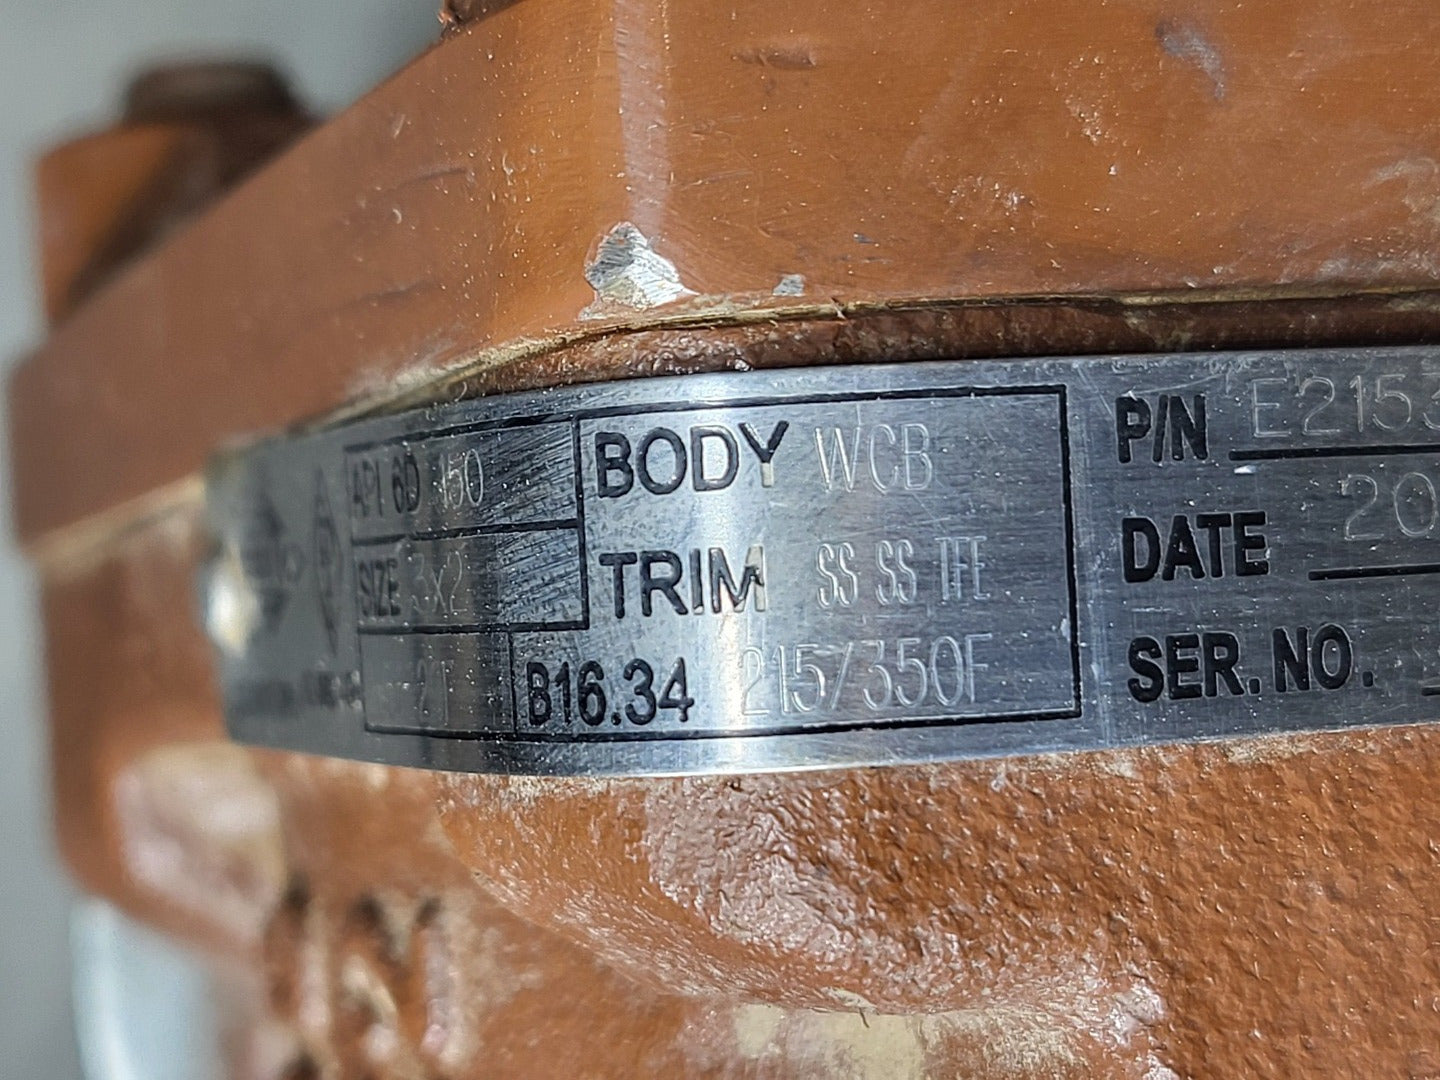 API 6D 150
SIZE 3x2
BODY WCB
TRIM SS SS TFE
B16.34 215/350F
P/N E2153
DATE 20
SER. NO.